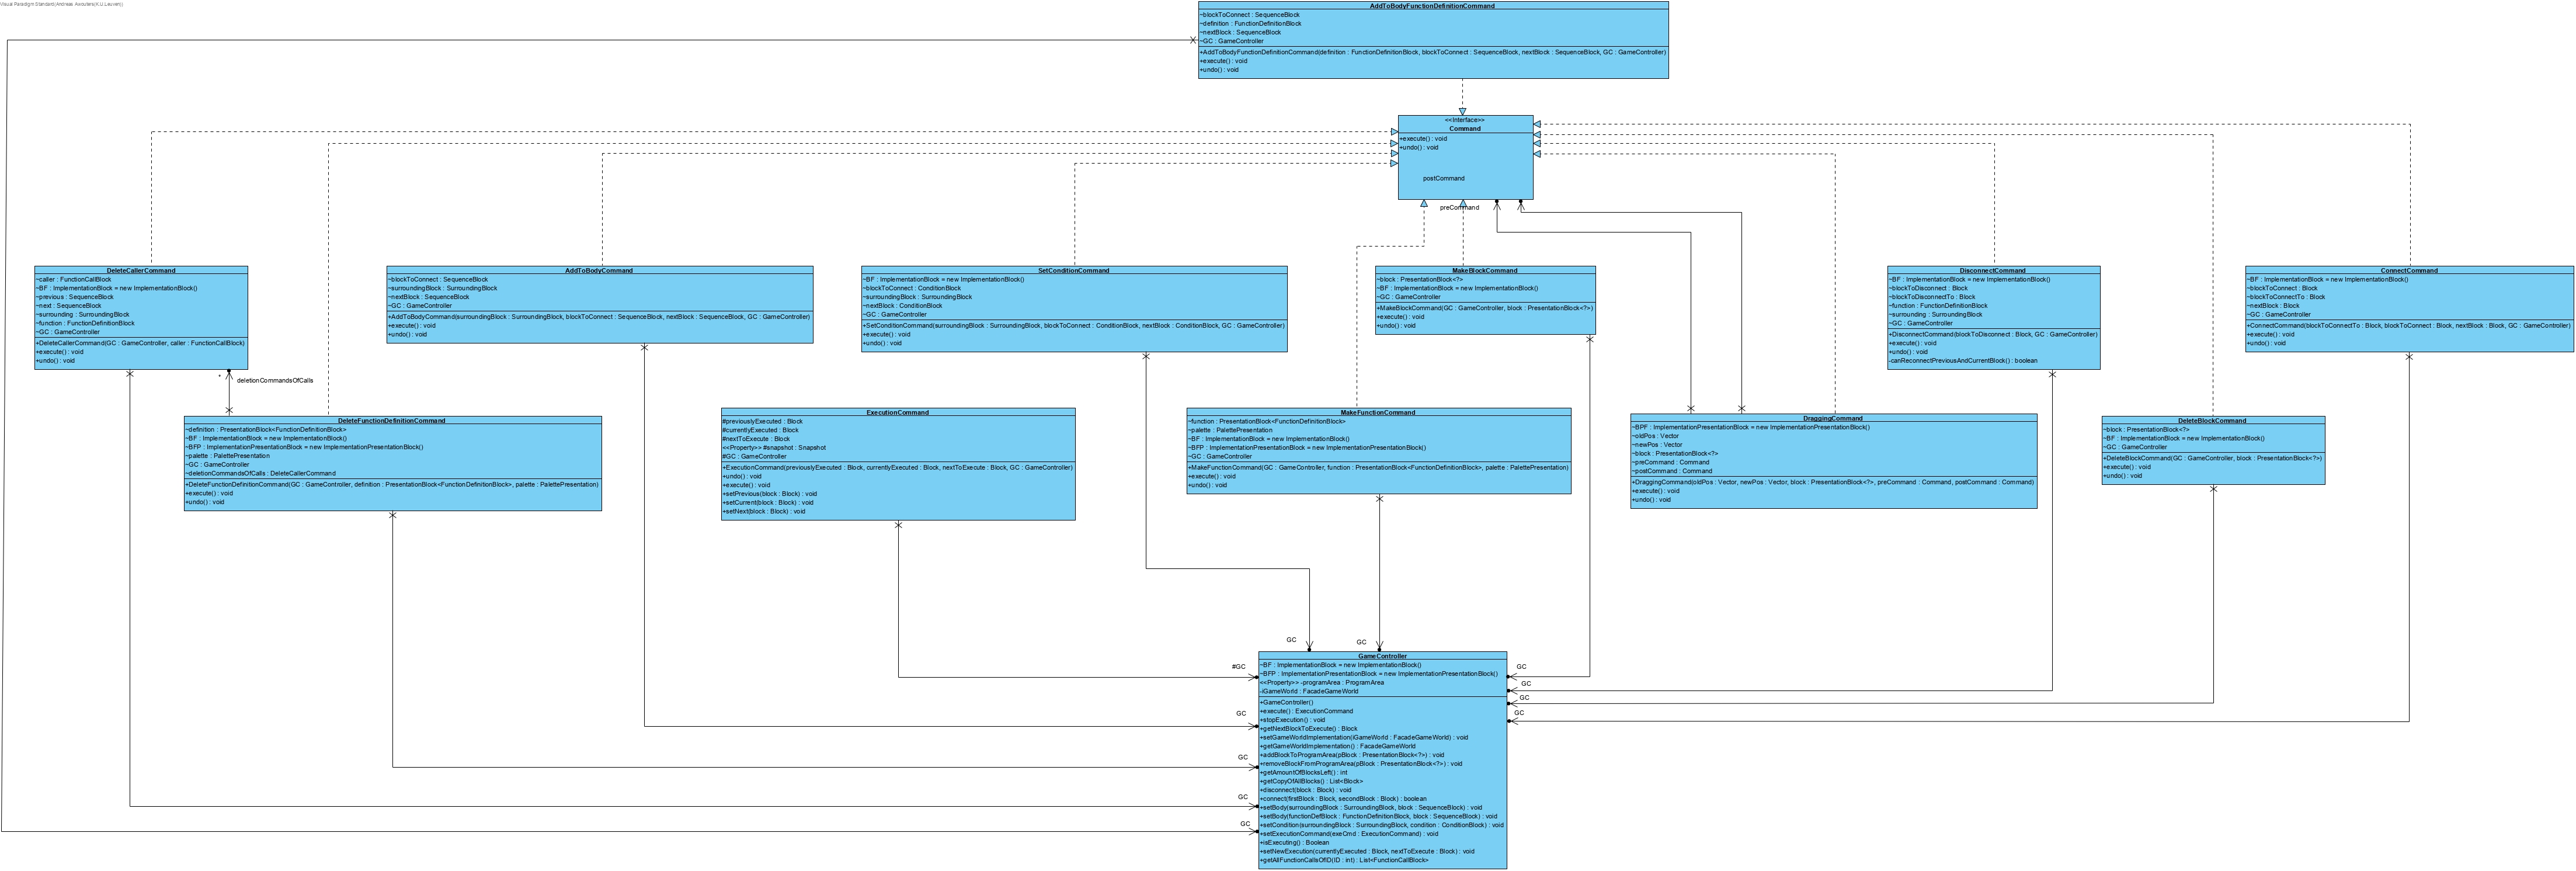 Visual Paradigm Standard(Andreas Awouters(K.U.Leuven))
AddToBodyFunctionDefinitionCommand
~blockToConnect : SequenceBlock
~definition : FunctionDefinitionBlock
~nextBlock : SequenceBlock
~GC : GameController
+AddToBodyFunctionDefinitionCommand(definition : FunctionDefinitionBlock, blockToConnect : SequenceBlock, nextBlock : SequenceBlock, GC : GameController)
+execute() : void
+undo() : void
<<Interface>>
Command
+execute() : void
+undo() : void
postCommand
preCommand
DeleteCallerCommand
~caller : FunctionCallBlock
~BF : ImplementationBlock = new ImplementationBlock()
~previous : SequenceBlock
~next : SequenceBlock
~surrounding : SurroundingBlock
~function : FunctionDefinitionBlock
~GC : GameController
+DeleteCallerCommand(GC : GameController, caller : FunctionCallBlock)
+execute() : void
+undo() : void
AddToBodyCommand
~blockToConnect : SequenceBlock
~surroundingBlock : SurroundingBlock
~nextBlock : SequenceBlock
~GC : GameController
+AddToBodyCommand(surroundingBlock : SurroundingBlock, blockToConnect : SequenceBlock, nextBlock : SequenceBlock, GC : GameController)
+execute() : void
+undo() : void
SetConditionCommand
~BF : ImplementationBlock = new ImplementationBlock()
~blockToConnect : ConditionBlock
~surroundingBlock : SurroundingBlock
~nextBlock : ConditionBlock
~GC : GameController
+SetConditionCommand(surroundingBlock : SurroundingBlock, blockToConnect : ConditionBlock, nextBlock : ConditionBlock, GC : GameController)
+execute() : void
+undo() : void
MakeBlockCommand
~block : PresentationBlock<?>
~BF : ImplementationBlock = new ImplementationBlock()
~GC : GameController
+MakeBlockCommand(GC : GameController, block : PresentationBlock<?>)
+execute() : void
+undo() : void
DisconnectCommand
~BF : ImplementationBlock = new ImplementationBlock()
~blockToDisconnect : Block
~blockToDisconnectTo : Block
~function : FunctionDefinitionBlock
~surrounding : SurroundingBlock
~GC : GameController
+DisconnectCommand(blockToDisconnect : Block, GC : GameController)
+execute() : void
+undo() : void
-canReconnectPreviousAndCurrentBlock() : boolean
ConnectCommand
~BF : ImplementationBlock = new ImplementationBlock()
~blockToConnect : Block
~blockToConnectTo : Block
~nextBlock : Block
~GC : GameController
+ConnectCommand(blockToConnectTo : Block, blockToConnect : Block, nextBlock : Block, GC : GameController)
+execute() : void
+undo() : void
*
deletionCommandsOfCalls
DeleteFunctionDefinitionCommand
~definition : PresentationBlock<FunctionDefinitionBlock>
~BF : ImplementationBlock = new ImplementationBlock()
~BFP : ImplementationPresentationBlock = new ImplementationPresentationBlock()
~palette : PalettePresentation
~GC : GameController
~deletionCommandsOfCalls : DeleteCallerCommand
+DeleteFunctionDefinitionCommand(GC : GameController, definition : PresentationBlock<FunctionDefinitionBlock>, palette : PalettePresentation)
+execute() : void
+undo() : void
ExecutionCommand
#previouslyExecuted : Block
#currentlyExecuted : Block
#nextToExecute : Block
<<Property>> #snapshot : Snapshot
#GC : GameController
+ExecutionCommand(previouslyExecuted : Block, currentlyExecuted : Block, nextToExecute : Block, GC : GameController)
+undo() : void
+execute() : void
+setPrevious(block : Block) : void
+setCurrent(block : Block) : void
+setNext(block : Block) : void
MakeFunctionCommand
~function : PresentationBlock<FunctionDefinitionBlock>
~palette : PalettePresentation
~BF : ImplementationBlock = new ImplementationBlock()
~BFP : ImplementationPresentationBlock = new ImplementationPresentationBlock()
~GC : GameController
+MakeFunctionCommand(GC : GameController, function : PresentationBlock<FunctionDefinitionBlock>, palette : PalettePresentation)
+execute() : void
+undo() : void
DraggingCommand
~BPF : ImplementationPresentationBlock = new ImplementationPresentationBlock()
~oldPos : Vector
~newPos : Vector
~block : PresentationBlock<?>
~preCommand : Command
~postCommand : Command
+DraggingCommand(oldPos : Vector, newPos : Vector, block : PresentationBlock<?>, preCommand : Command, postCommand : Command)
+execute() : void
+undo() : void
DeleteBlockCommand
~block : PresentationBlock<?>
~BF : ImplementationBlock = new ImplementationBlock()
~GC : GameController
+DeleteBlockCommand(GC : GameController, block : PresentationBlock<?>)
+execute() : void
+undo() : void
GC
GC
#GC
GC
GC
GC
GC
GC
GC
GC
GC
GameController
~BF : ImplementationBlock = new ImplementationBlock()
~BFP : ImplementationPresentationBlock = new ImplementationPresentationBlock()
<<Property>> -programArea : ProgramArea
-iGameWorld : FacadeGameWorld
+GameController()
+execute() : ExecutionCommand
+stopExecution() : void
+getNextBlockToExecute() : Block
+setGameWorldImplementation(iGameWorld : FacadeGameWorld) : void
+getGameWorldImplementation() : FacadeGameWorld
+addBlockToProgramArea(pBlock : PresentationBlock<?>) : void
+removeBlockFromProgramArea(pBlock : PresentationBlock<?>) : void
+getAmountOfBlocksLeft() : int
+getCopyOfAllBlocks() : List<Block>
+disconnect(block : Block) : void
+connect(firstBlock : Block, secondBlock : Block) : boolean
+setBody(surroundingBlock : SurroundingBlock, block : SequenceBlock) : void
+setBody(functionDefBlock : FunctionDefinitionBlock, block : SequenceBlock) : void
+setCondition(surroundingBlock : SurroundingBlock, condition : ConditionBlock) : void
+setExecutionCommand(exeCmd : ExecutionCommand) : void
+isExecuting() : Boolean
+setNewExecution(currentlyExecuted : Block, nextToExecute : Block) : void
+getAllFunctionCallsOfID(ID : int) : List<FunctionCallBlock>